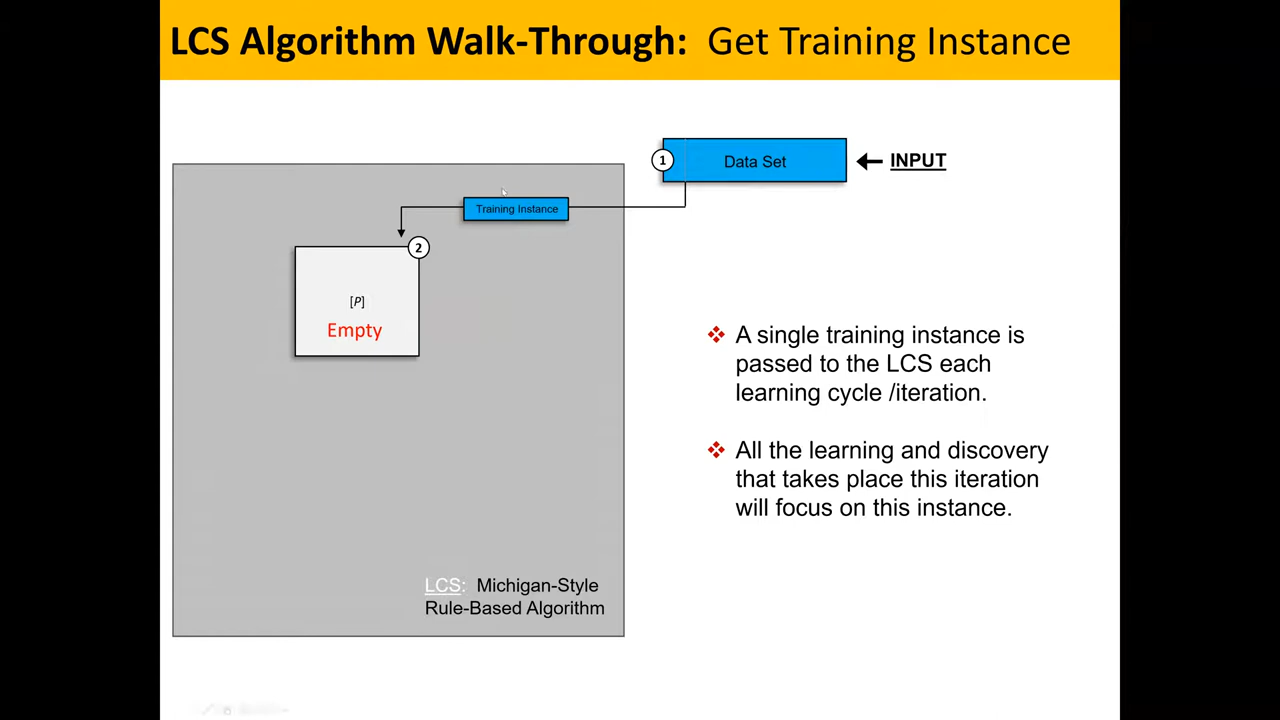 LCS Algorithm Walk-Through: Get Training Instance
1
Data Set
INPUT
Training Instance
2
[P]
Empty
❖ A single training instance is
passed to the LCS each
learning cycle /iteration.
❖ All the learning and discovery
that takes place this iteration
will focus on this instance.
LCS: Michigan-Style
Rule-Based Algorithm